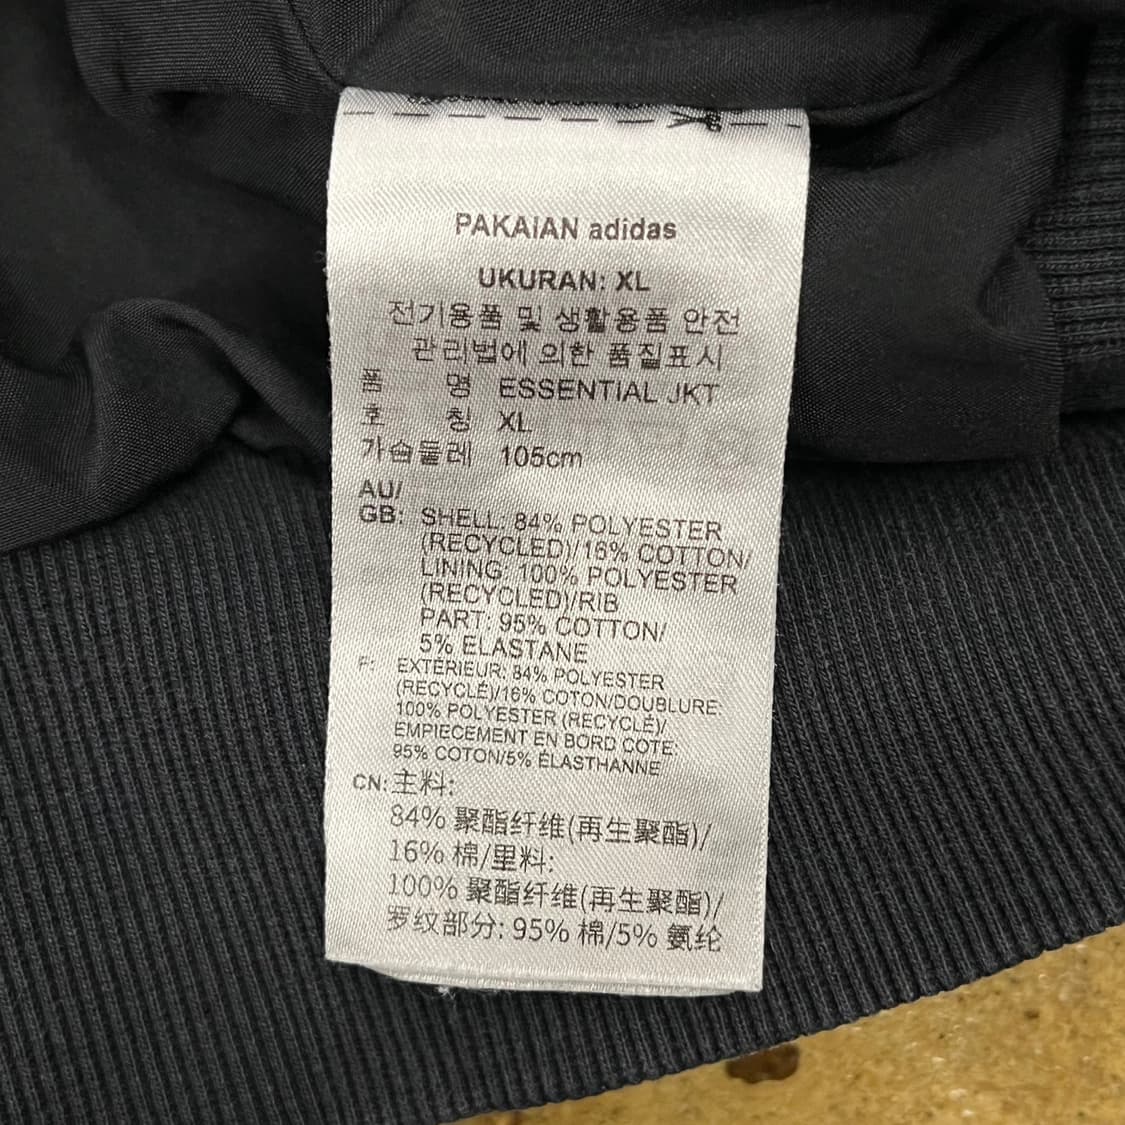 PAKAIAN adidas
UKURAN: XL
전기용품 및 생활용품 안전
관리법에 의한 품질표시
품 명 ESSENTIAL JKT
호 칭 XL
가슴둘레 105cm
AU/
GB: SHELL: 84% POLYESTER
(RECYCLED)/16% COTTON/
LINING: 100% POLYESTER
(RECYCLED)/RIB
PART: 95% COTTON/
5% ELASTANE
F: EXTÉRIEUR: 84% POLYESTER
(RECYCLÉ)/16% COTON/DOUBLURE:
100% POLYESTER (RECYCLÉ)/
EMPIECEMENT EN BORD COTE:
95% COTON/5% ÉLASTHANNE
CN: 主料:
84% 聚酯纤维(再生聚酯)/
16% 棉/里料:
100% 聚酯纤维(再生聚酯)/
罗纹部分: 95% 棉/5% 氨纶